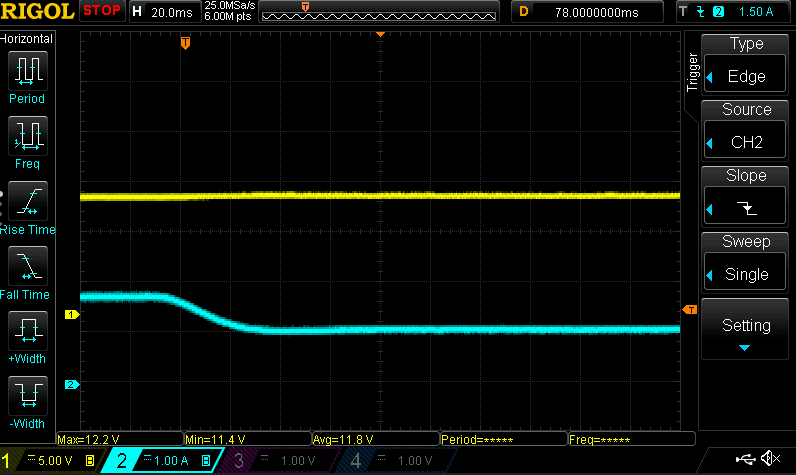 RIGOL STOP H 20.0ms 25.0MSa/s 6.00M pts T D 78.0000000ms T 2 1.50 A
Horizontal
Period
Freq
Rise Time
Fall Time
+Width
-Width
T
1
2
T
Trigger
Type
Edge
Source
CH2
Slope
Sweep
Single
Setting
Max=12.2 V Min=11.4 V Avg=11.8 V Period=***** Freq=*****
1 5.00 V B 2 1.00 A B 3 1.00 V 4 1.00 V